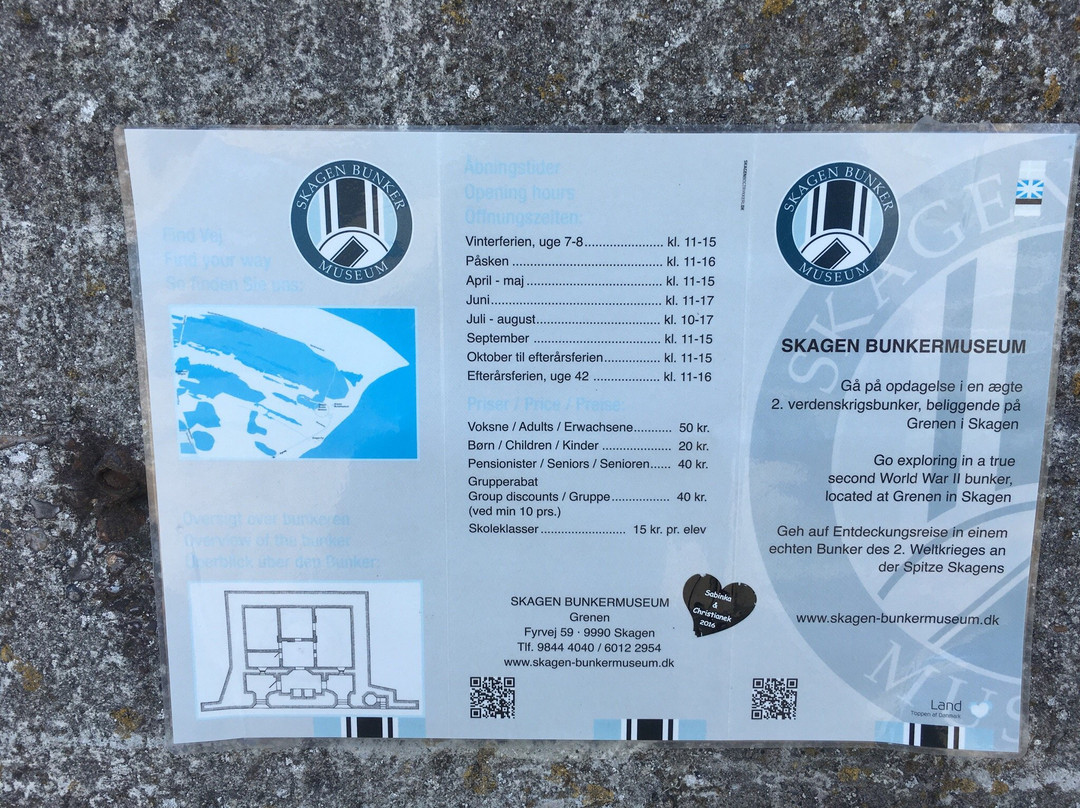 SKAGEN BUNKER
MUSEUM
Find Vej:
Find your way
So finden Sie uns:
Oversigt over bunkeren:
Overview of the bunker
Überblick über den Bunker:
Åbningstider
Opening hours
Öffnungszeiten:
Vinterferien, uge 7-8...................... kl. 11-15
Påsken .......................................... kl. 11-16
April - maj...................................... kl. 11-15
Juni................................................ kl. 11-17
Juli - august................................... kl. 10-17
September .................................... kl. 11-15
Oktober til efterårsferien................ kl. 11-15
Efterårsferien, uge 42 ................... kl. 11-16
Priser / Price / Preise:
Voksne / Adults / Erwachsene........... 50 kr.
Børn / Children / Kinder .................... 20 kr.
Pensionister / Seniors / Senioren...... 40 kr.
Grupperabat
Group discounts / Gruppe................. 40 kr.
(ved min 10 prs.)
Skoleklasser......................... 15 kr. pr. elev
SKAGEN BUNKERMUSEUM
Grenen
Fyrvej 59 · 9990 Skagen
Tlf. 9844 4040 / 6012 2954
www.skagen-bunkermuseum.dk
Sabinka
&
Christianek
2016
SKAGEN BUNKER
MUSEUM
SKAGEN
MUS
SKAGEN BUNKERMUSEUM
Gå på opdagelse i en ægte
2. verdenskrigsbunker, beliggende på
Grenen i Skagen
Go exploring in a true
second World War II bunker,
located at Grenen in Skagen
Geh auf Entdeckungsreise in einem
echten Bunker des 2. Weltkrieges an
der Spitze Skagens
www.skagen-bunkermuseum.dk
Land
Toppen af Danmark